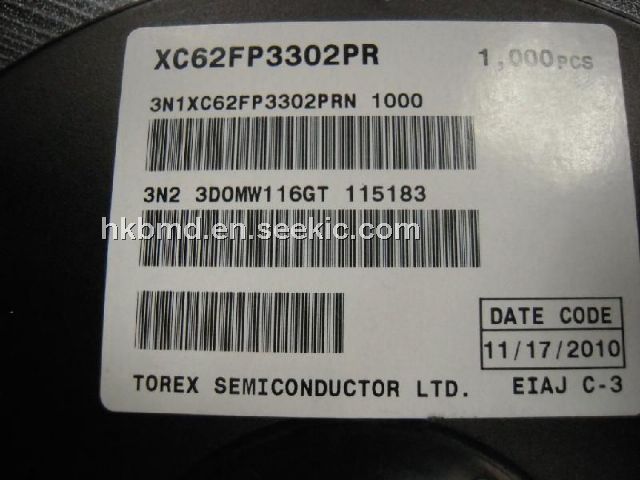 XC62FP3302PR 1,000PCS
3N1XC62FP3302PRN 1000
3N2 3DOMW116GT 115183
hkbmd.en.seekic.com
DATE CODE
11/17/2010
TOREX SEMICONDUCTOR LTD. EIAJ C-3